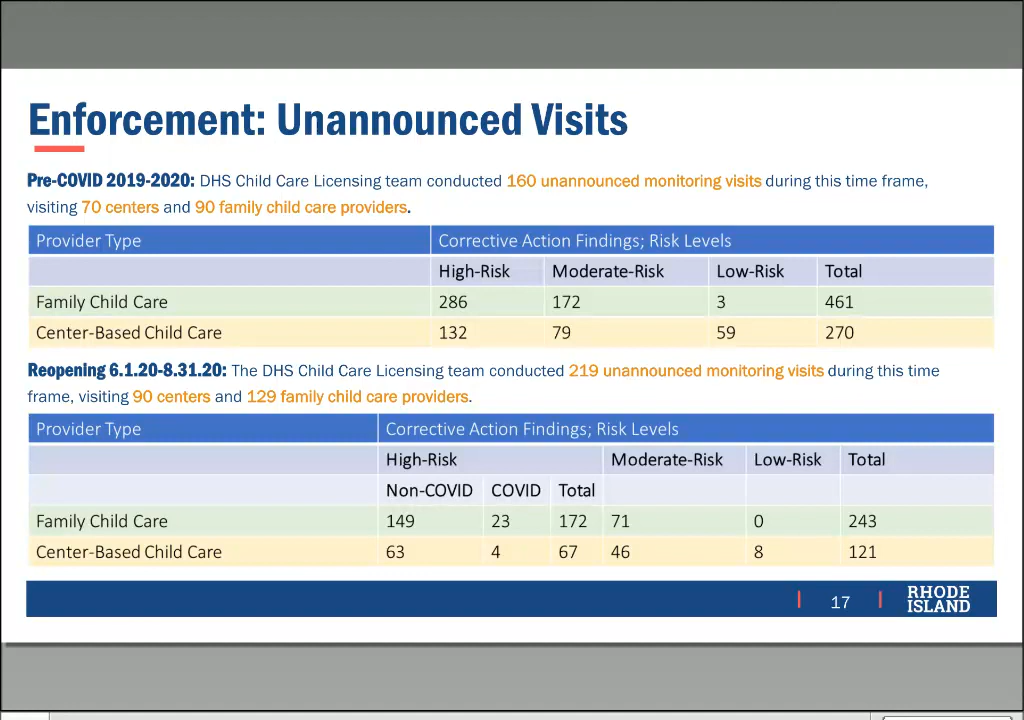 Enforcement: Unannounced Visits
Pre-COVID 2019-2020: DHS Child Care Licensing team conducted 160 unannounced monitoring visits during this time frame,
visiting 70 centers and 90 family child care providers.
Provider Type Corrective Action Findings; Risk Levels
High-Risk Moderate-Risk Low-Risk Total
Family Child Care 286 172 3 461
Center-Based Child Care 132 79 59 270
Reopening 6.1.20-8.31.20: The DHS Child Care Licensing team conducted 219 unannounced monitoring visits during this time
frame, visiting 90 centers and 129 family child care providers.
Provider Type Corrective Action Findings; Risk Levels
High-Risk Moderate-Risk Low-Risk Total
Non-COVID COVID Total
Family Child Care 149 23 172 71 0 243
Center-Based Child Care 63 4 67 46 8 121
17
RHODE
ISLAND